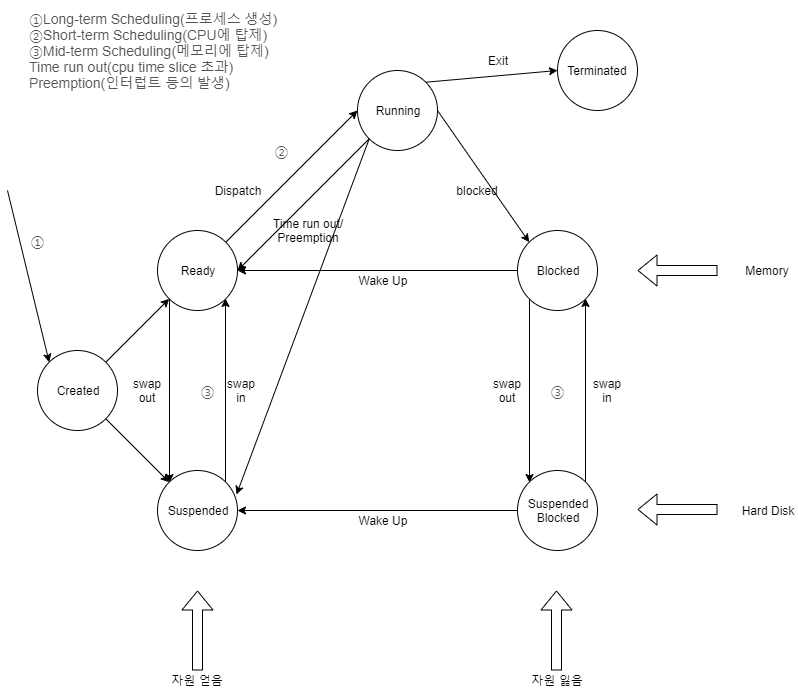 ①Long-term Scheduling(프로세스 생성)
②Short-term Scheduling(CPU에 탑제)
③Mid-term Scheduling(메모리에 탑제)
Time run out(cpu time slice 초과)
Preemption(인터럽트 등의 발생)
Exit
Terminated
Running
②
Dispatch
blocked
Time run out/
Preemption
①
Ready
Blocked
Memory
Wake Up
Created
swap
out
③
swap
in
swap
out
③
swap
in
Suspended
Suspended
Blocked
Hard Disk
Wake Up
자원 얻음
자원 잃음